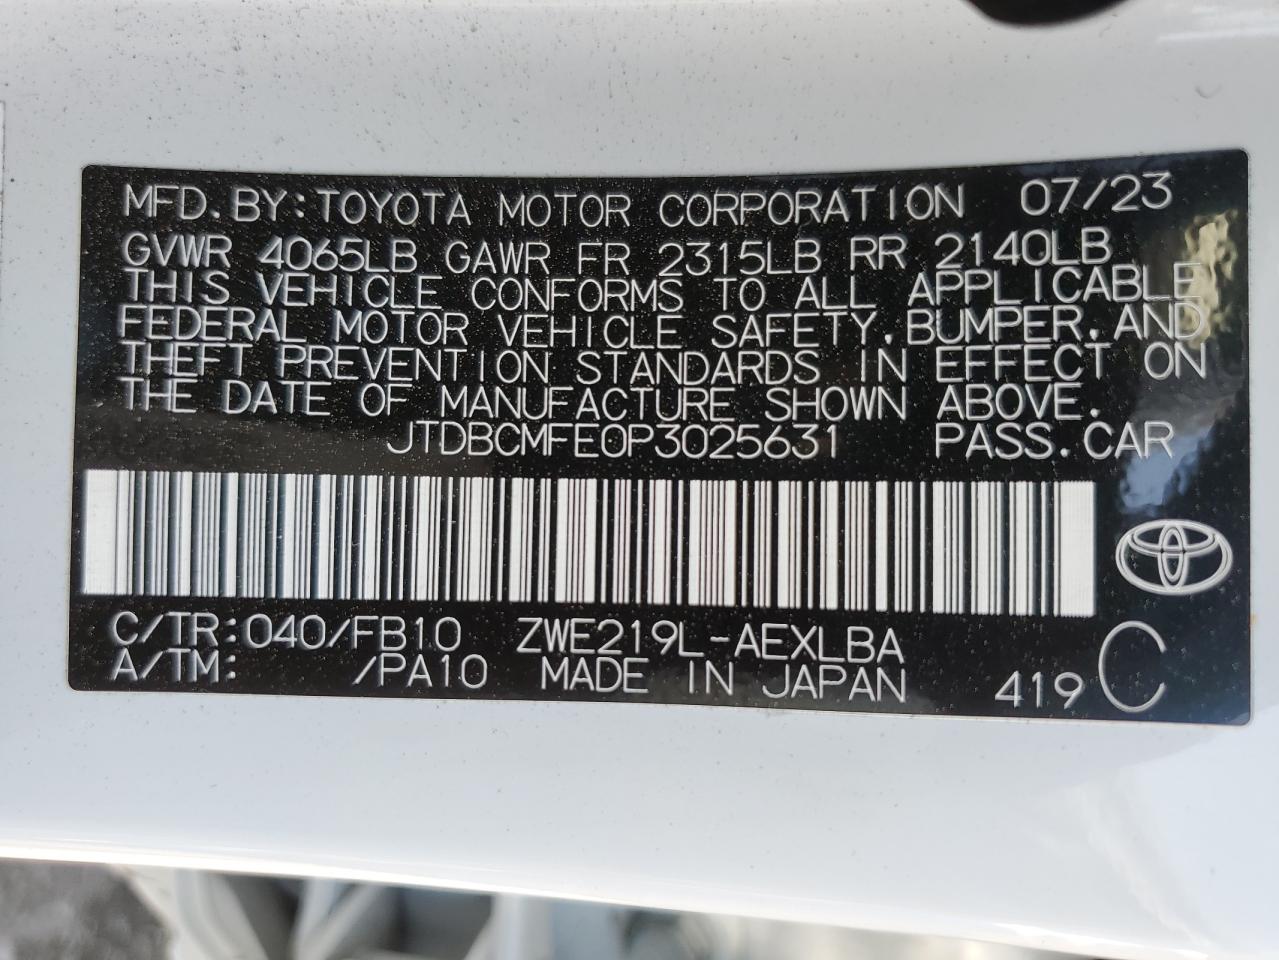 MFD. BY: TOYOTA MOTOR CORPORATION 07/23
GVWR 4065LB GAWR FR 2315LB RR 2140LB
THIS VEHICLE CONFORMS TO ALL APPLICABLE
FEDERAL MOTOR VEHICLE SAFETY, BUMPER, AND
THEFT PREVENTION STANDARDS IN EFFECT ON
THE DATE OF MANUFACTURE SHOWN ABOVE.
JTDBCMFE0P3025631 PASS. CAR
C/TR: 040/FB10 ZWE219L-AEXLBA
A/TM: /PA10 MADE IN JAPAN 419 C